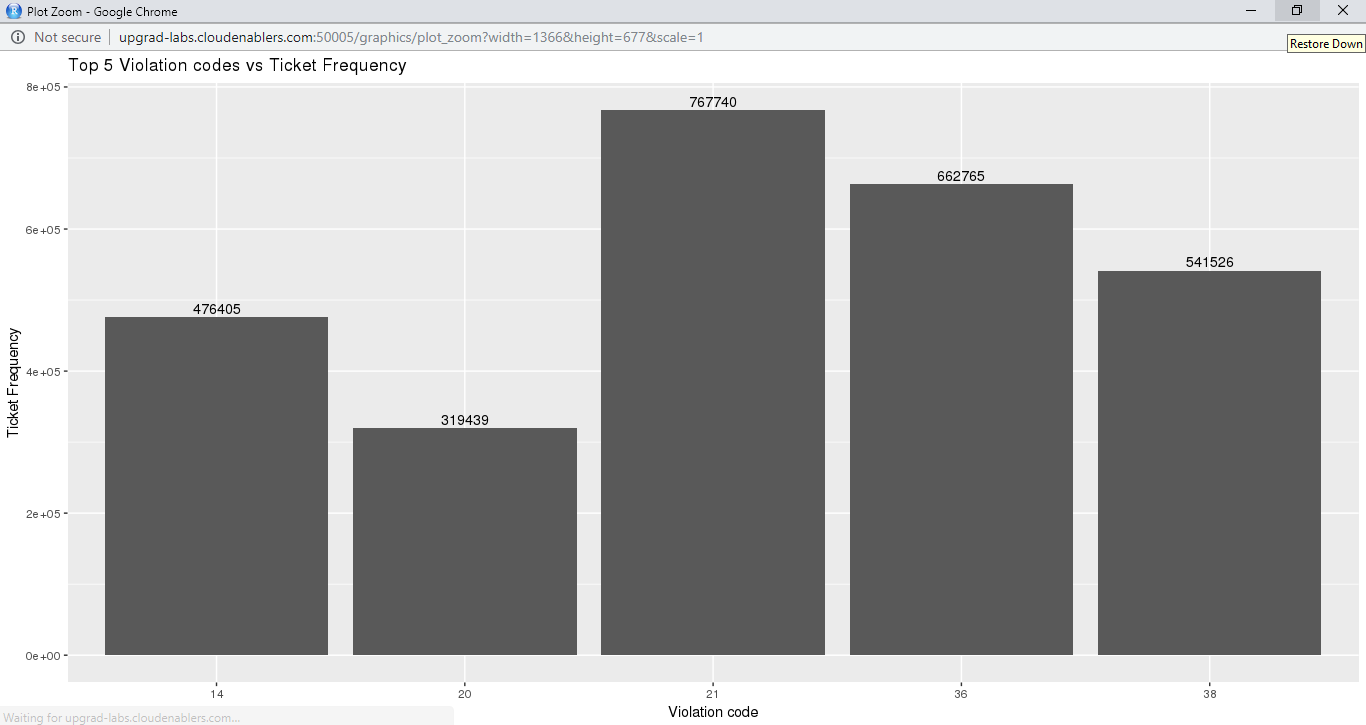 Plot Zoom - Google Chrome
Not secure | upgrad-labs.cloudenablers.com:50005/graphics/plot_zoom?width=1366&height=677&scale=1
Restore Down
Top 5 Violation codes vs Ticket Frequency
8e+05
6e+05
4e+05
2e+05
0e+00
Ticket Frequency
476405
319439
767740
662765
541526
14 20 21 36 38
Violation code
Waiting for upgrad-labs.cloudenablers.com...